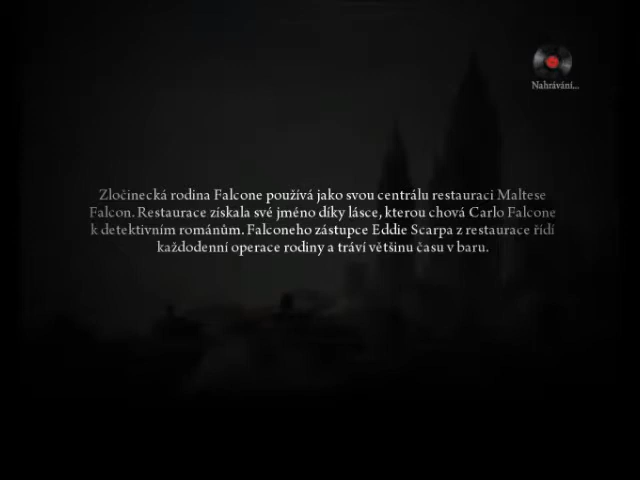 Nahrávání...
Zločinecká rodina Falcone používá jako svou centrálu restauraci Maltese
Falcon. Restaurace získala své jméno díky lásce, kterou chová Carlo Falcone
k detektivním románům. Falconeho zástupce Eddie Scarpa z restaurace řídí
každodenní operace rodiny a tráví většinu času v baru.